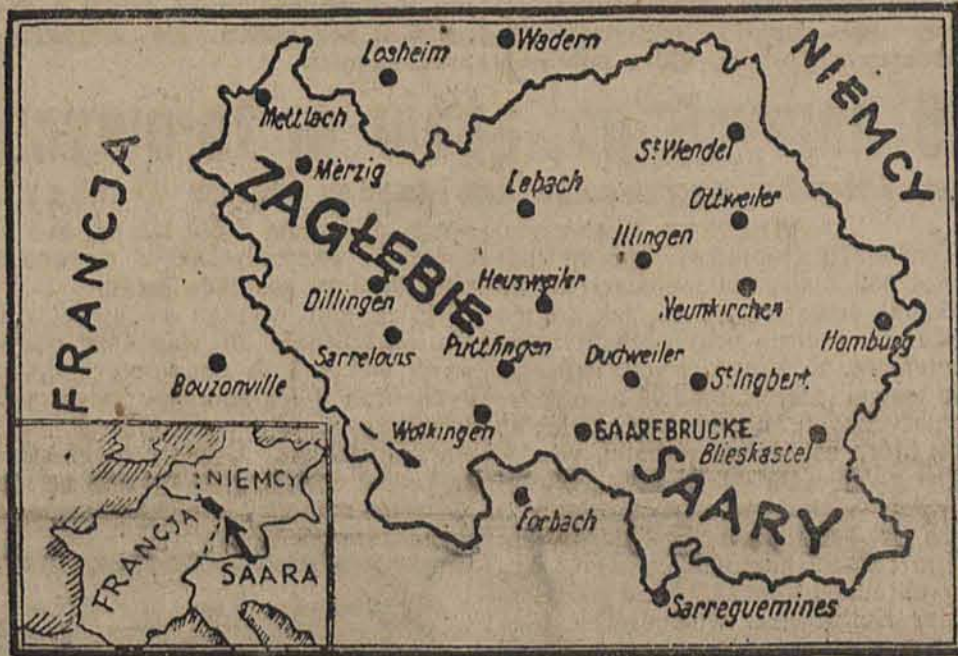 Wadern
Losheim
NIEMCY
FRANCJA
Mettlach
St Wendel
Merzig
ZAGŁĘBIE
Lebach
Ottweiler
Illingen
Dillingen
Heusweiler
Neunkirchen
Homburg
Sarrelouis
Püttlingen
Dudweiler
St Ingbert
Bouzonville
Wolkingen
SAAREBRUCKE
Blieskastel
SAARY
Forbach
Sarreguemines
NIEMCY
FRANCJA
SAARA